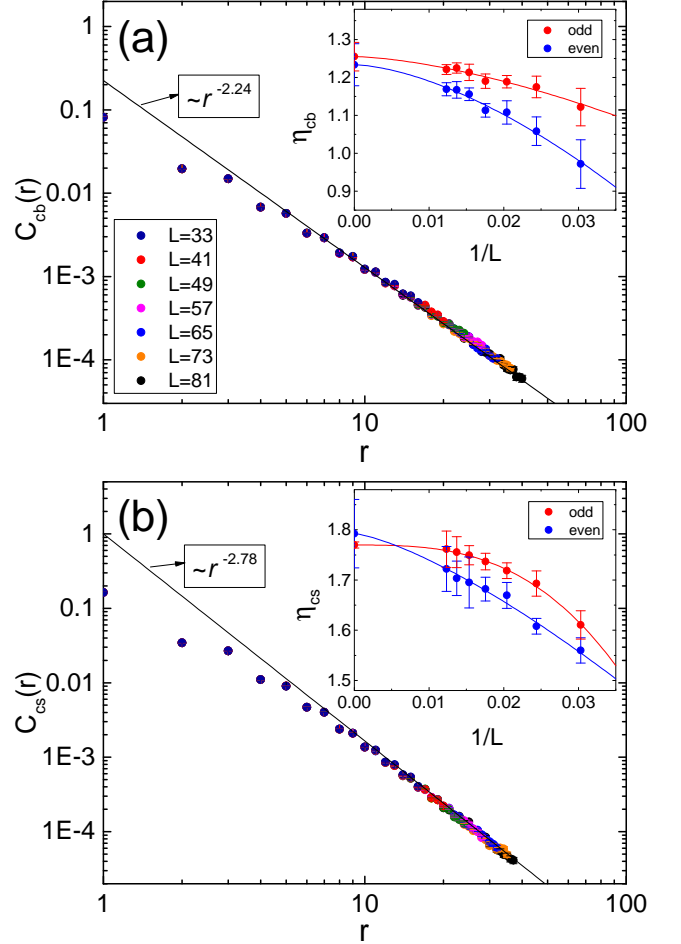 (a)
~r -2.24
C_cb(r)
1
0.1
0.01
1E-3
1E-4
L=33
L=41
L=49
L=57
L=65
L=73
L=81
1 10 100
r
odd
even
η_cb
1.3
1.2
1.1
1.0
0.9
0.00 0.01 0.02 0.03
1/L
(b)
~r -2.78
C_cs(r)
1
0.1
0.01
1E-3
1E-4
1 10 100
r
odd
even
η_cs
1.8
1.7
1.6
1.5
0.00 0.01 0.02 0.03
1/L